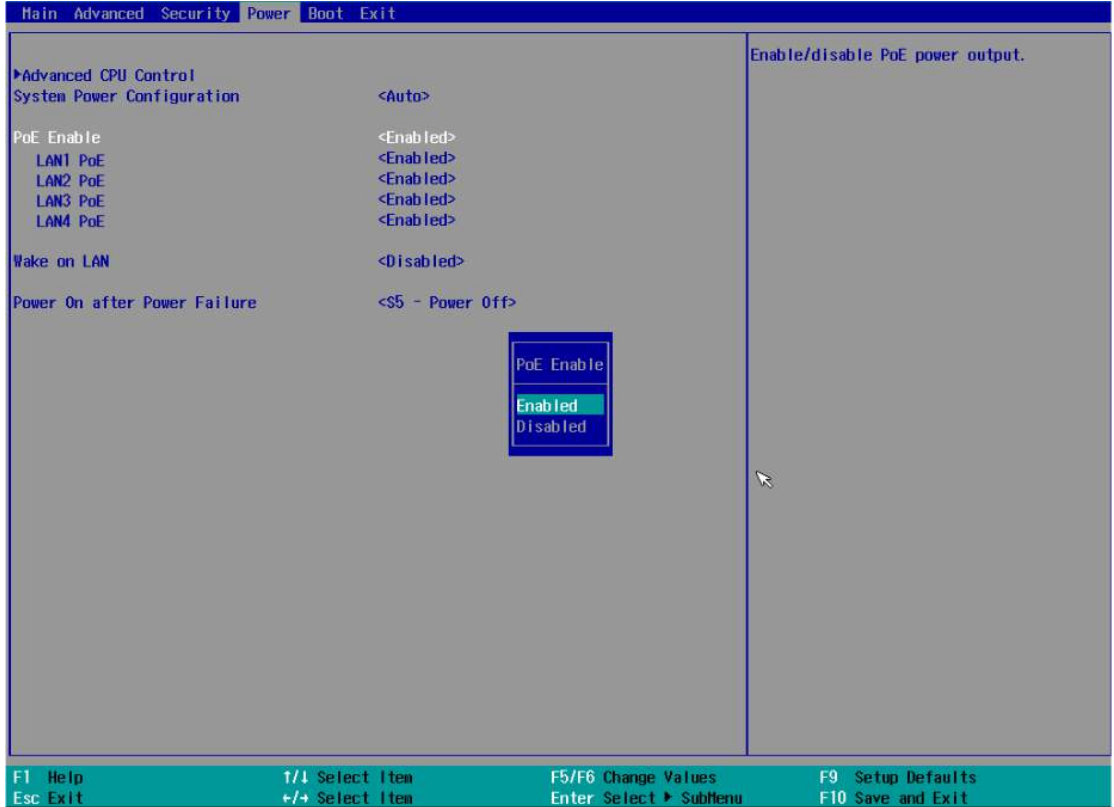 Main Advanced Security Power Boot Exit
▶Advanced CPU Control
System Power Configuration <Auto>
PoE Enable <Enabled>
LAN1 PoE <Enabled>
LAN2 PoE <Enabled>
LAN3 PoE <Enabled>
LAN4 PoE <Enabled>
Wake on LAN <Disabled>
Power On after Power Failure <S5 - Power Off>
Enable/disable PoE power output.
PoE Enable
Enabled
Disabled
F1 Help ↑/↓ Select Item F5/F6 Change Values F9 Setup Defaults
Esc Exit ←/→ Select Item Enter Select ▶ SubMenu F10 Save and Exit